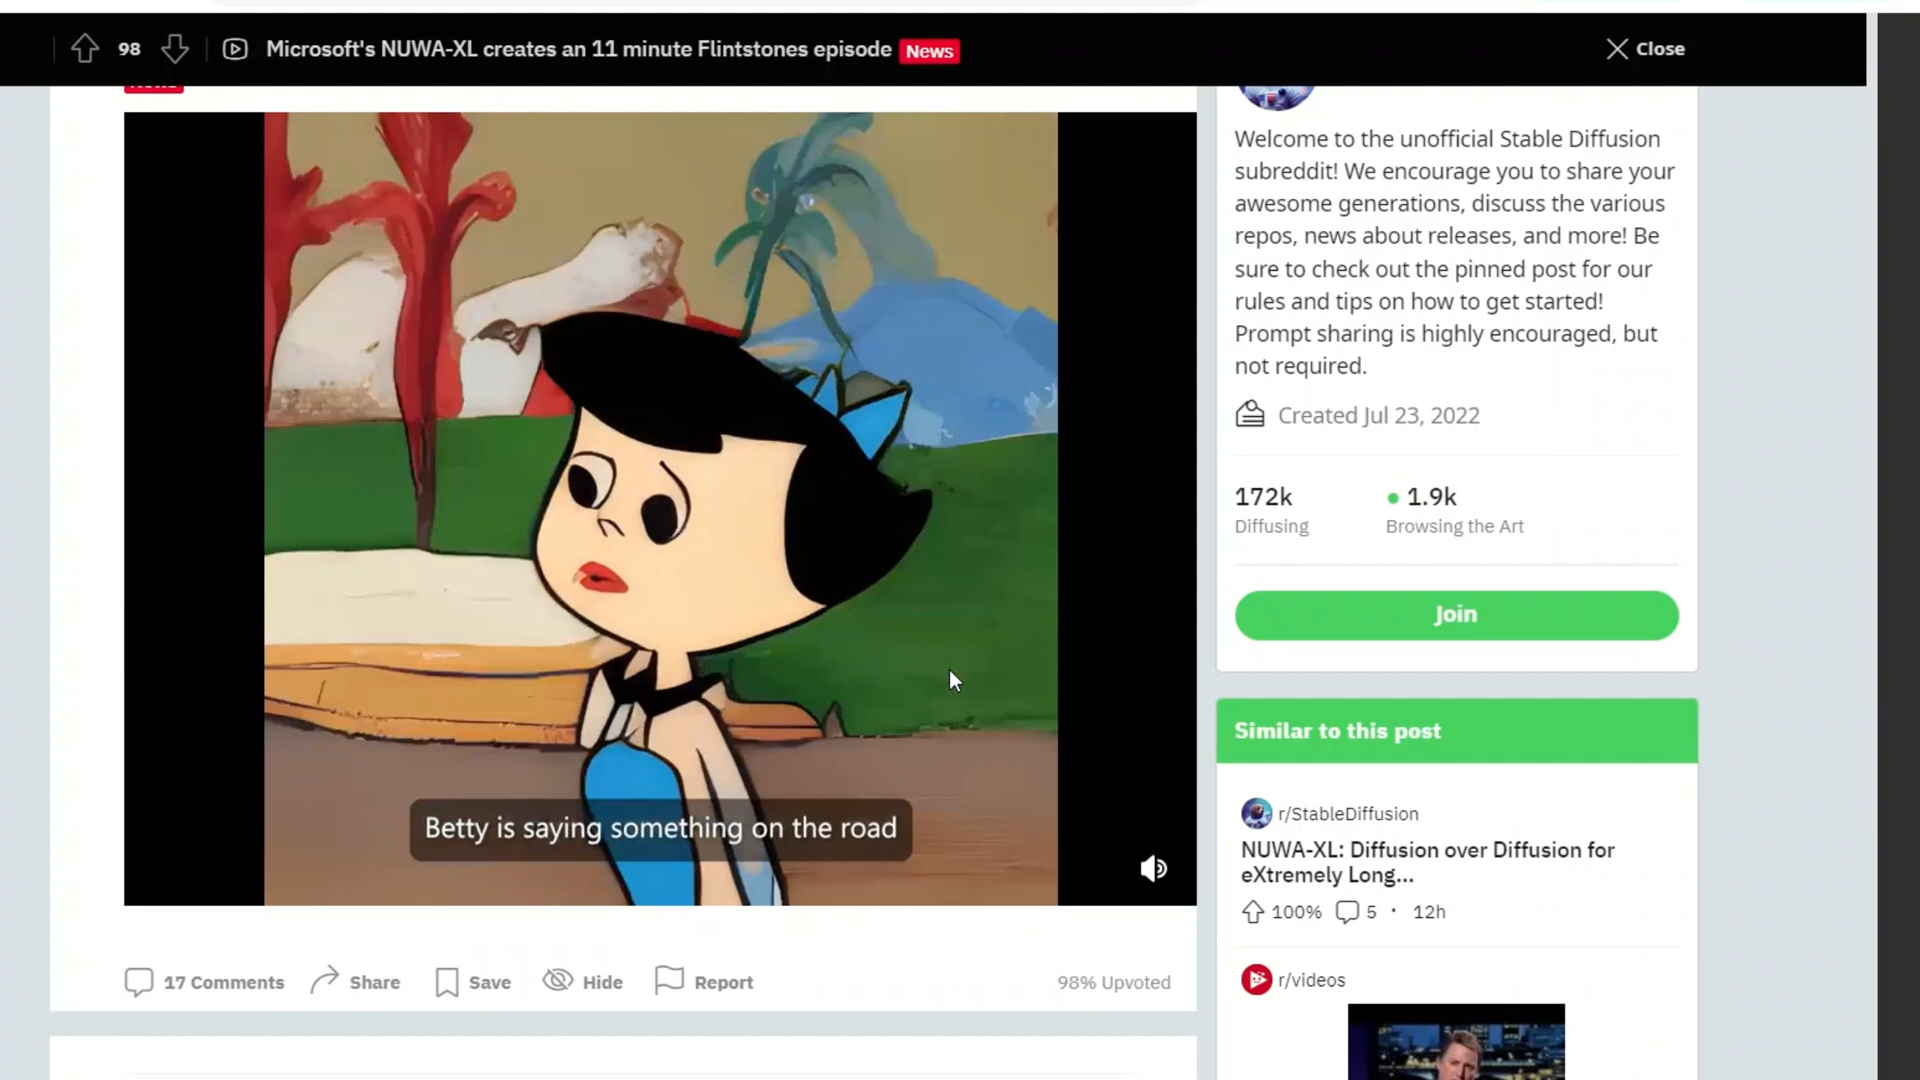 98
Microsoft's NUWA-XL creates an 11 minute Flintstones episode News
Close
Betty is saying something on the road
17 Comments
Share
Save
Hide
Report
98% Upvoted
Welcome to the unofficial Stable Diffusion
subreddit! We encourage you to share your
awesome generations, discuss the various
repos, news about releases, and more! Be
sure to check out the pinned post for our
rules and tips on how to get started!
Prompt sharing is highly encouraged, but
not required.
Created Jul 23, 2022
172k
Diffusing
1.9k
Browsing the Art
Join
Similar to this post
r/StableDiffusion
NUWA-XL: Diffusion over Diffusion for
eXtremely Long...
100% 5 · 12h
r/videos